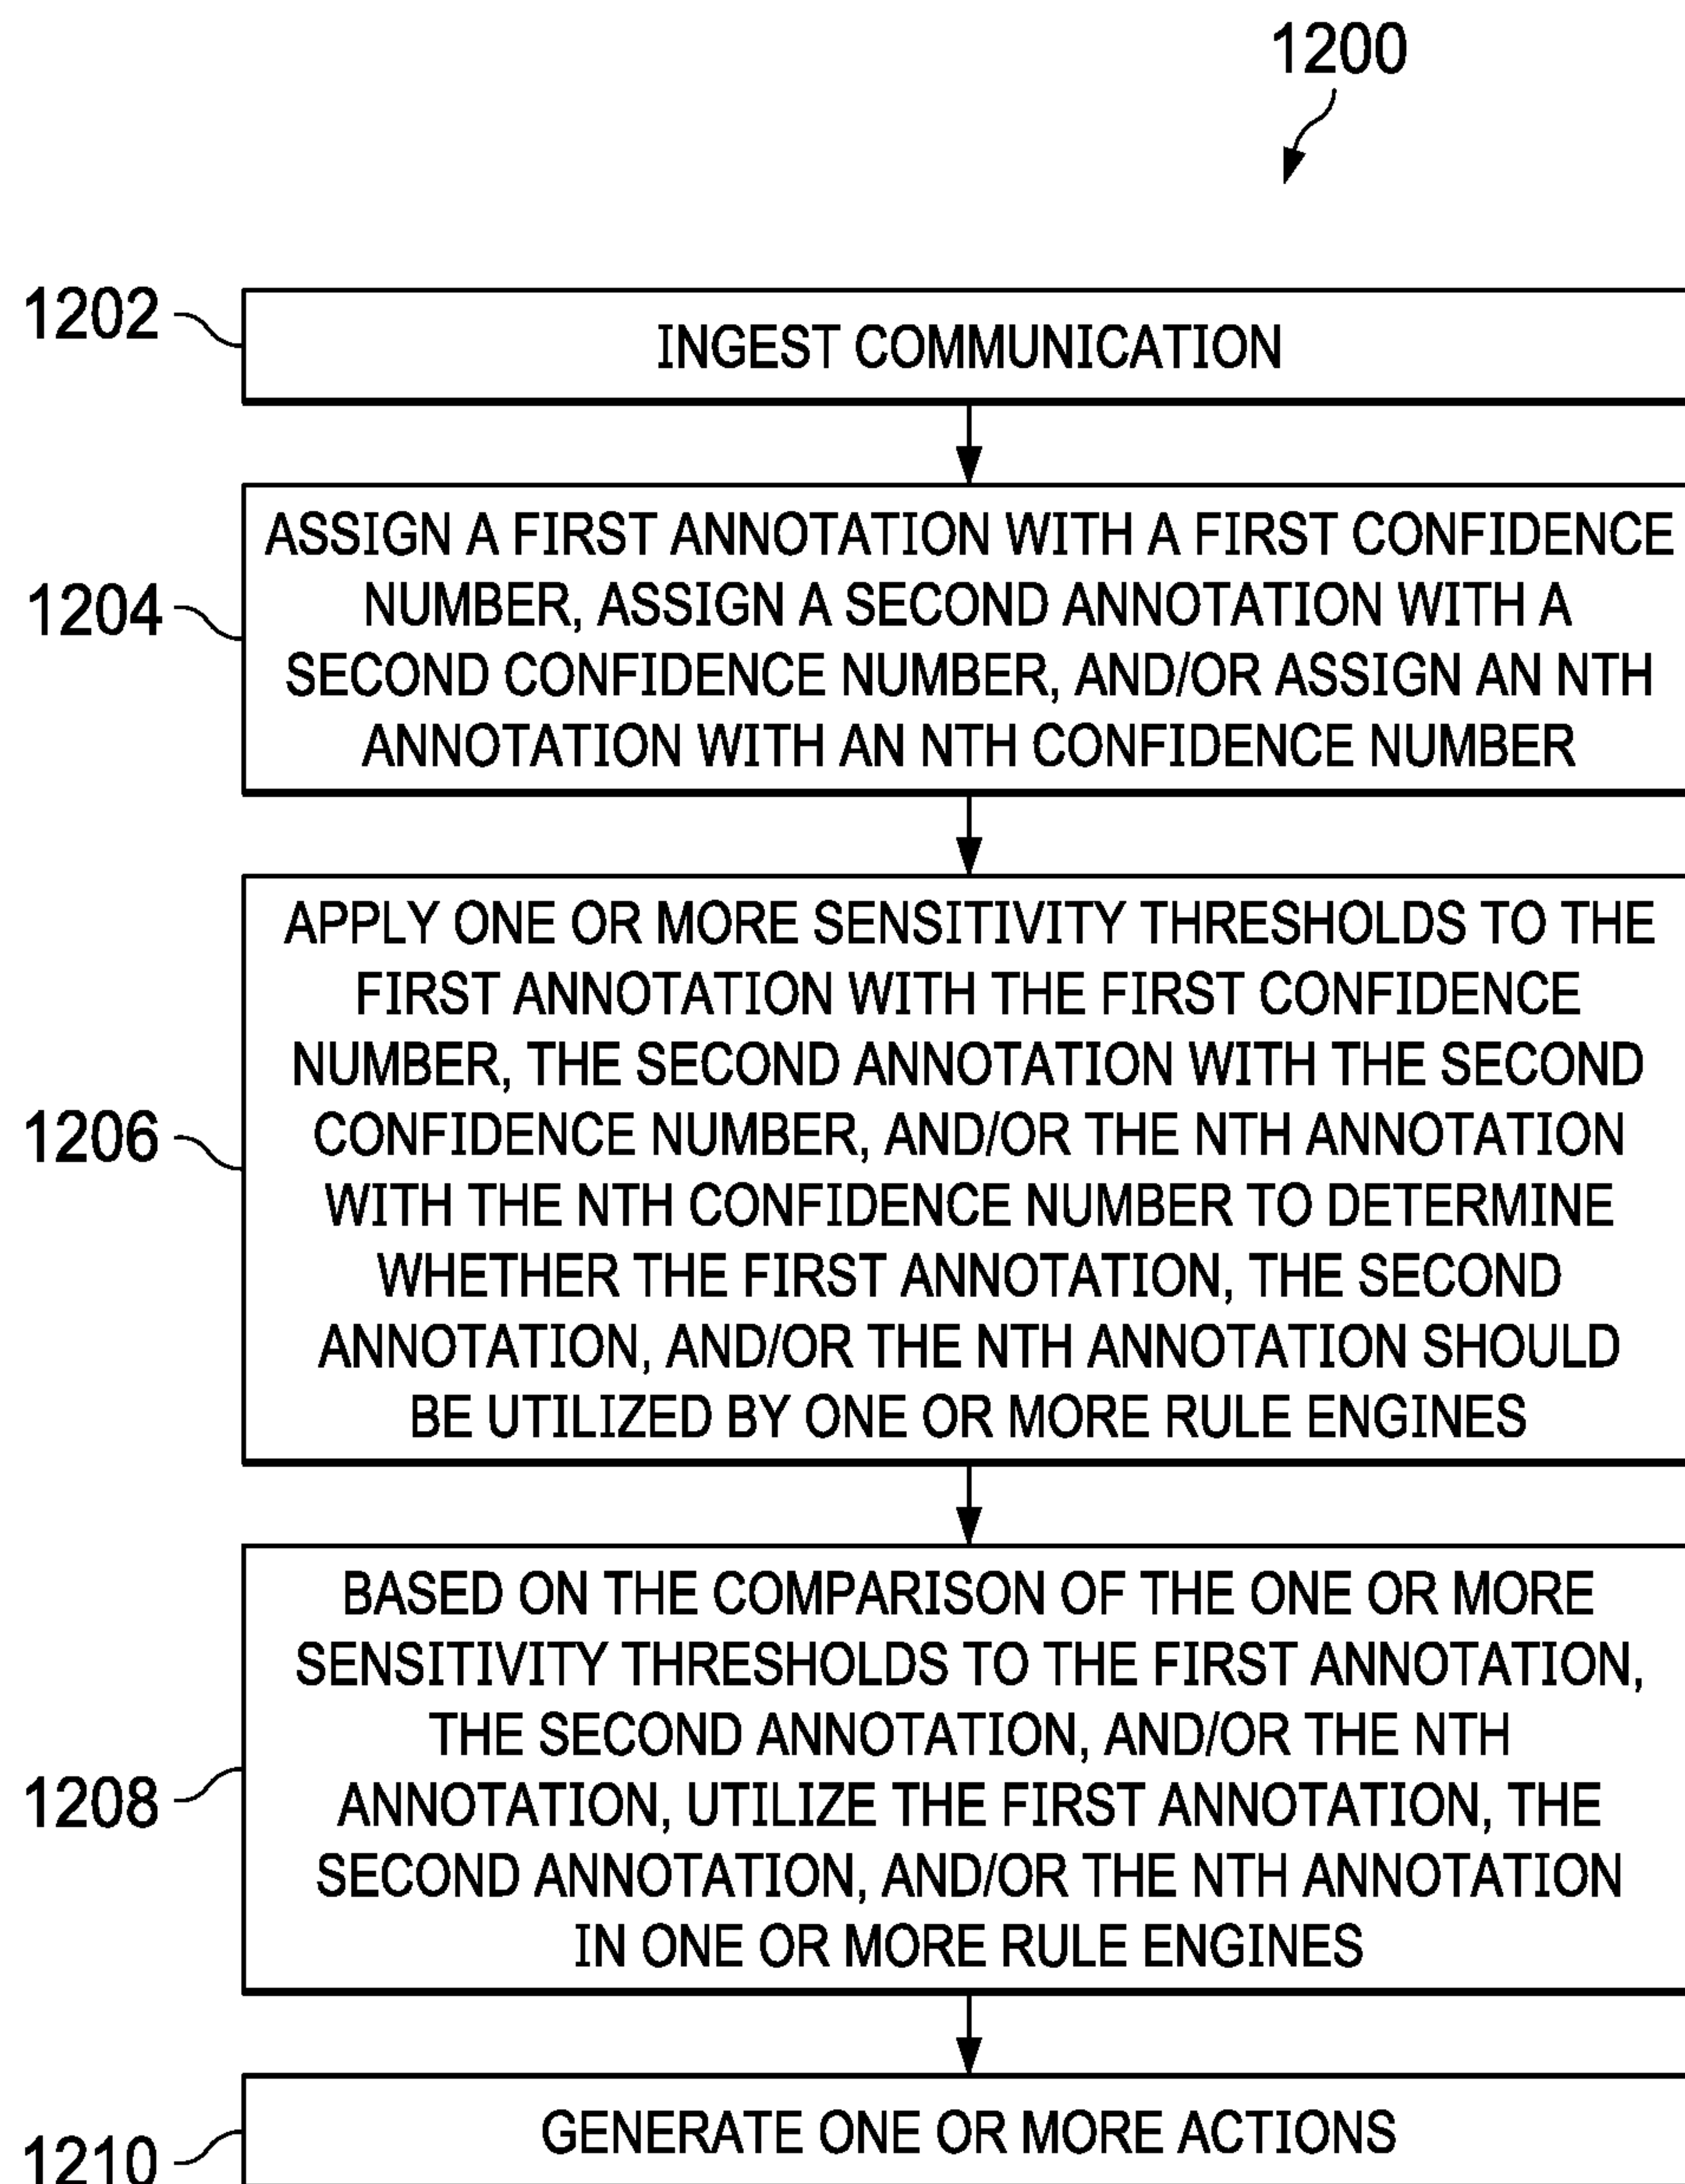 1200
1202
INGEST COMMUNICATION
1204
ASSIGN A FIRST ANNOTATION WITH A FIRST CONFIDENCE
NUMBER, ASSIGN A SECOND ANNOTATION WITH A
SECOND CONFIDENCE NUMBER, AND/OR ASSIGN AN NTH
ANNOTATION WITH AN NTH CONFIDENCE NUMBER
1206
APPLY ONE OR MORE SENSITIVITY THRESHOLDS TO THE
FIRST ANNOTATION WITH THE FIRST CONFIDENCE
NUMBER, THE SECOND ANNOTATION WITH THE SECOND
CONFIDENCE NUMBER, AND/OR THE NTH ANNOTATION
WITH THE NTH CONFIDENCE NUMBER TO DETERMINE
WHETHER THE FIRST ANNOTATION, THE SECOND
ANNOTATION, AND/OR THE NTH ANNOTATION SHOULD
BE UTILIZED BY ONE OR MORE RULE ENGINES
1208
BASED ON THE COMPARISON OF THE ONE OR MORE
SENSITIVITY THRESHOLDS TO THE FIRST ANNOTATION,
THE SECOND ANNOTATION, AND/OR THE NTH
ANNOTATION, UTILIZE THE FIRST ANNOTATION, THE
SECOND ANNOTATION, AND/OR THE NTH ANNOTATION
IN ONE OR MORE RULE ENGINES
1210
GENERATE ONE OR MORE ACTIONS